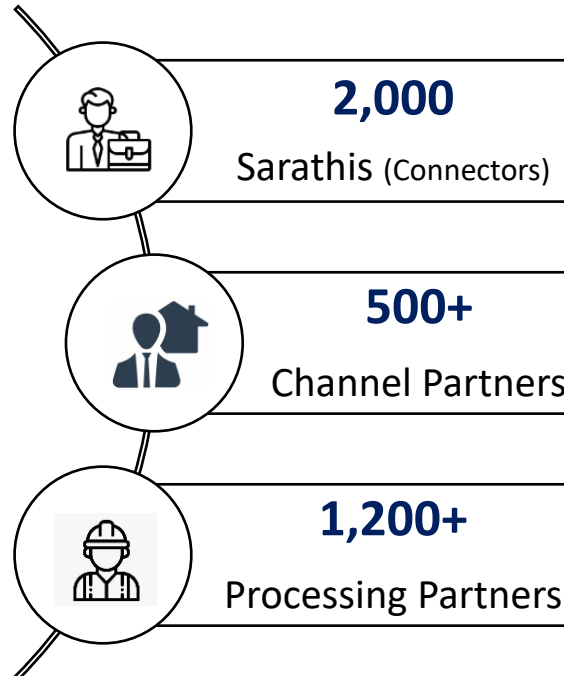 2,000
Sarathis (Connectors)
500+
Channel Partners
1,200+
Processing Partners